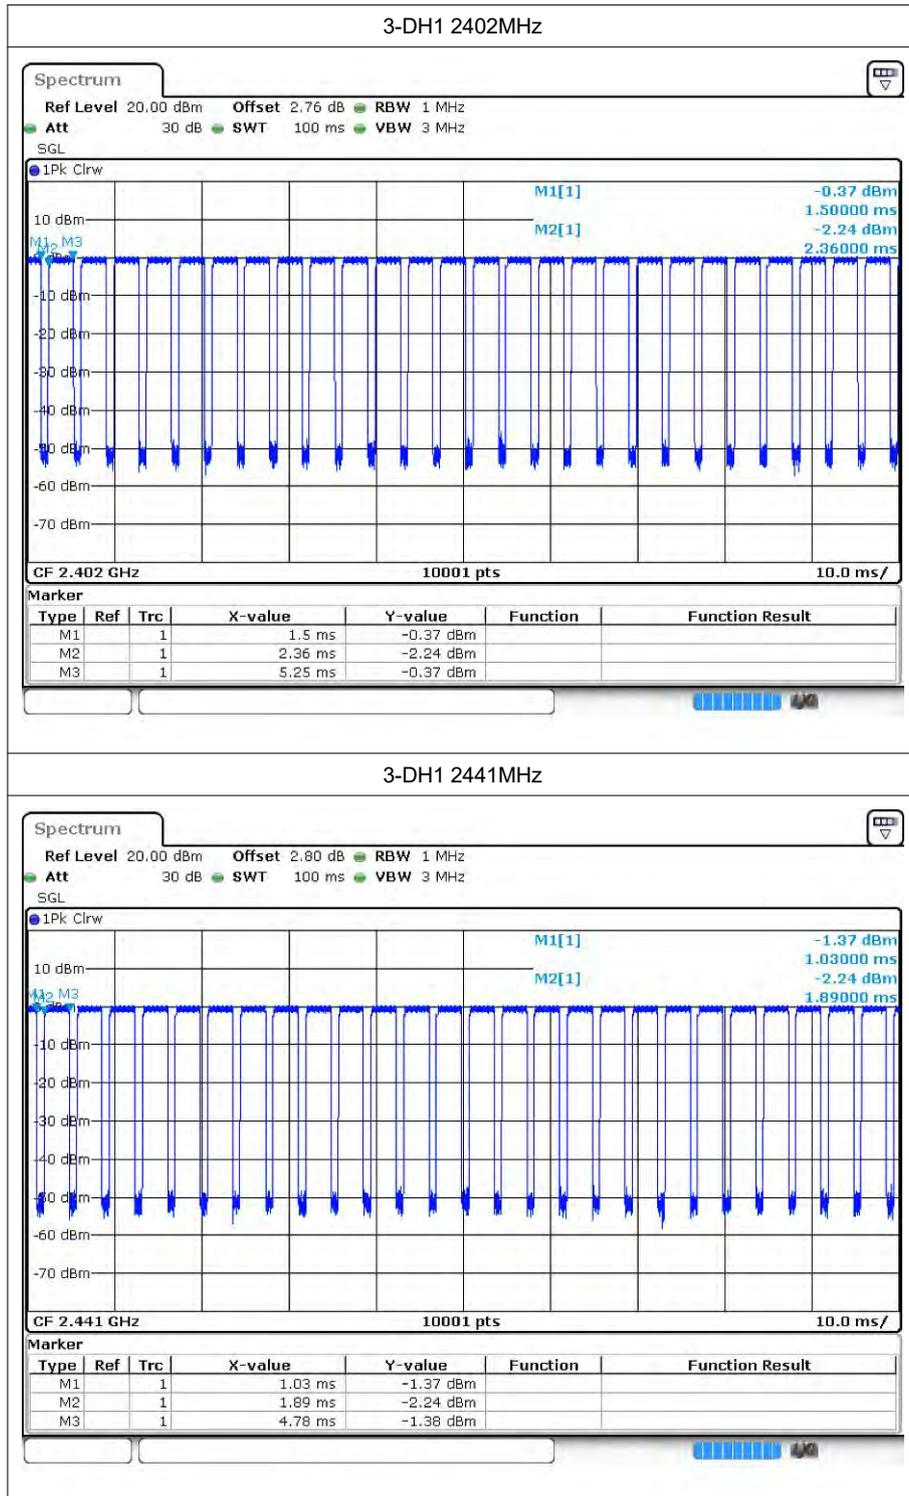 3-DH1 2402MHz
Spectrum
Ref Level 20.00 dBm Offset 2.76 dB RBW 1 MHz
Att 30 dB SWT 100 ms VBW 3 MHz
SGL
1Pk Clrw
M1[1] -0.37 dBm
1.50000 ms
10 dBm
M2[1] -2.24 dBm
M1 M2 M3
2.36000 ms
-10 dBm
-20 dBm
-30 dBm
-40 dBm
-50 dBm
-60 dBm
-70 dBm
CF 2.402 GHz 10001 pts 10.0 ms/
Marker
Type Ref Trc X-value Y-value Function Function Result
M1 1 1.5 ms -0.37 dBm
M2 1 2.36 ms -2.24 dBm
M3 1 5.25 ms -0.37 dBm
3-DH1 2441MHz
Spectrum
Ref Level 20.00 dBm Offset 2.80 dB RBW 1 MHz
Att 30 dB SWT 100 ms VBW 3 MHz
SGL
1Pk Clrw
M1[1] -1.37 dBm
1.03000 ms
10 dBm
M2[1] -2.24 dBm
M1 M2 M3
1.89000 ms
-10 dBm
-20 dBm
-30 dBm
-40 dBm
-50 dBm
-60 dBm
-70 dBm
CF 2.441 GHz 10001 pts 10.0 ms/
Marker
Type Ref Trc X-value Y-value Function Function Result
M1 1 1.03 ms -1.37 dBm
M2 1 1.89 ms -2.24 dBm
M3 1 4.78 ms -1.38 dBm